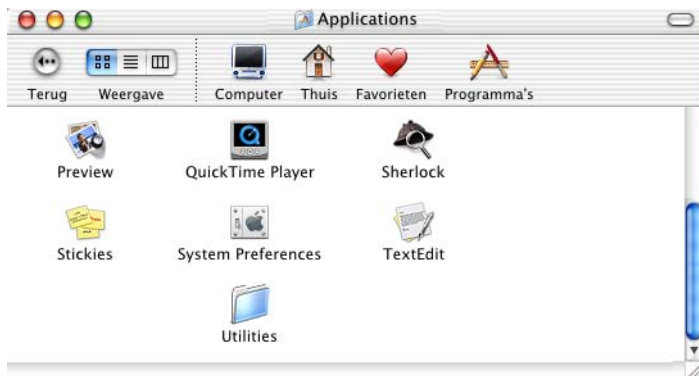 Applications
Terug Weergave Computer Thuis Favorieten Programma's
Preview QuickTime Player Sherlock
Stickies System Preferences TextEdit
Utilities